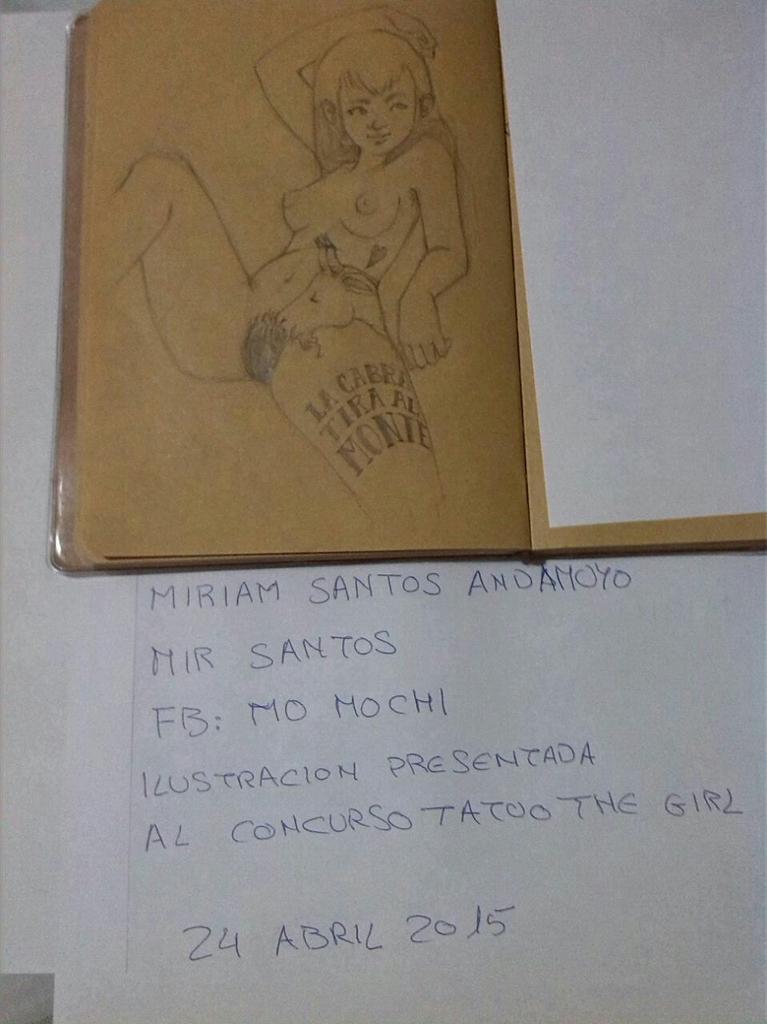 LA CABRA
TIRA AL
MONTE
MIRIAM SANTOS ANDAMOYO
MIR SANTOS
FB: MO MOCHI
ILUSTRACION PRESENTADA
AL CONCURSO TATOO THE GIRL
24 ABRIL 2015